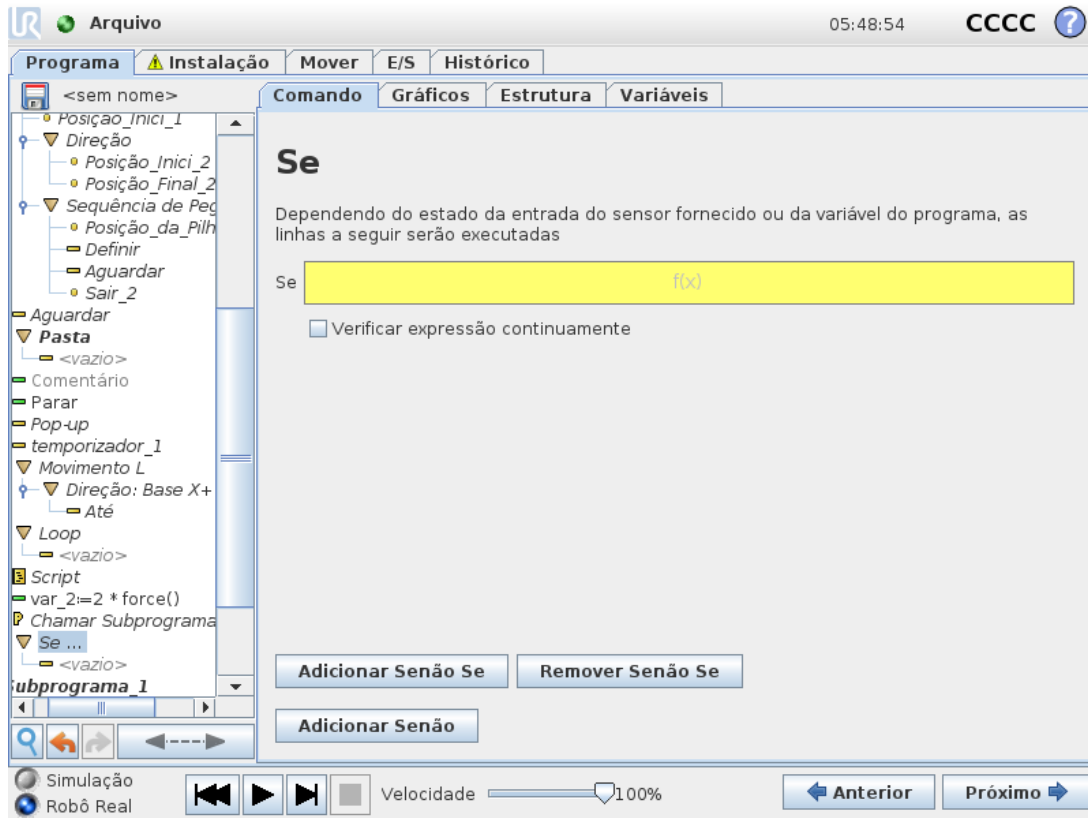 UR Arquivo 05:48:54 CCCC ?
Programa Instalação Mover E/S Histórico
<sem nome> Comando Gráficos Estrutura Variáveis
Posição_Inici_1
Direção
Posição_Inici_2
Posição_Final_2
Sequência de Peg
Posição_da_Pilh
Definir
Aguardar
Sair_2
Aguardar
Pasta
<vazio>
Comentário
Parar
Pop-up
temporizador_1
Movimento L
Direção: Base X+
Até
Loop
<vazio>
Script
var_2:=2 * force()
Chamar Subprograma
Se ...
<vazio>
Subprograma_1
Se
Dependendo do estado da entrada do sensor fornecido ou da variável do programa, as
linhas a seguir serão executadas
Se f(x)
Verificar expressão continuamente
Adicionar Senão Se Remover Senão Se
Adicionar Senão
Simulação
Robô Real
Velocidade 100%
Anterior Próximo